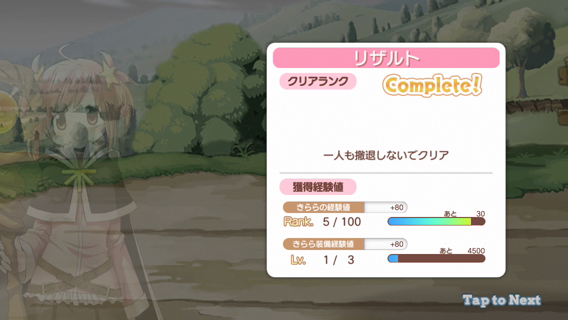 リザルト
クリアランク
Complete!
一人も撤退しないでクリア
獲得経験値
きららの経験値 +80
あと 30
Rank. 5 / 100
きらら装備経験値 +80
あと 4500
Lv. 1 / 3
Tap to Next